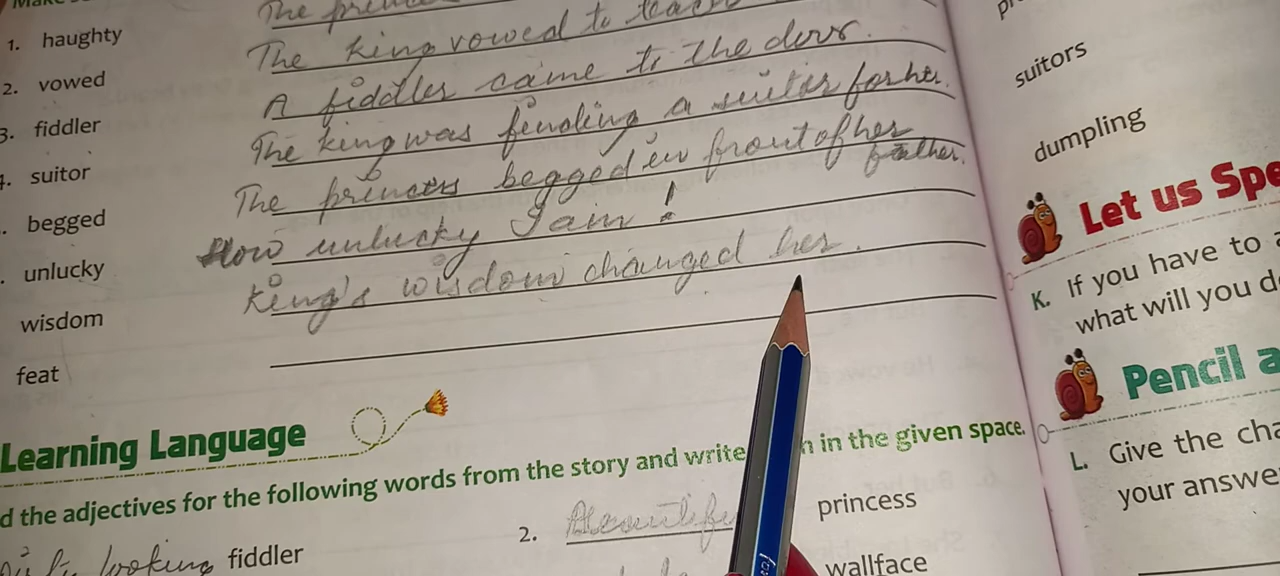 1. haughty The
2. vowed The king vowed to teach
3. fiddler A fiddler came to the door.
suitor The king was fending a suitor for her.
begged The princess begged in front of her father.
unlucky How unlucky I am!
wisdom King's wisdom changed her.
feat
Learning Language
d the adjectives for the following words from the story and write in the given space.
looking fiddler
2. princess
wallface
suitors
dumpling
Let us Spe
K. If you have to
what will you d
Pencil a
L. Give the cha
your answe